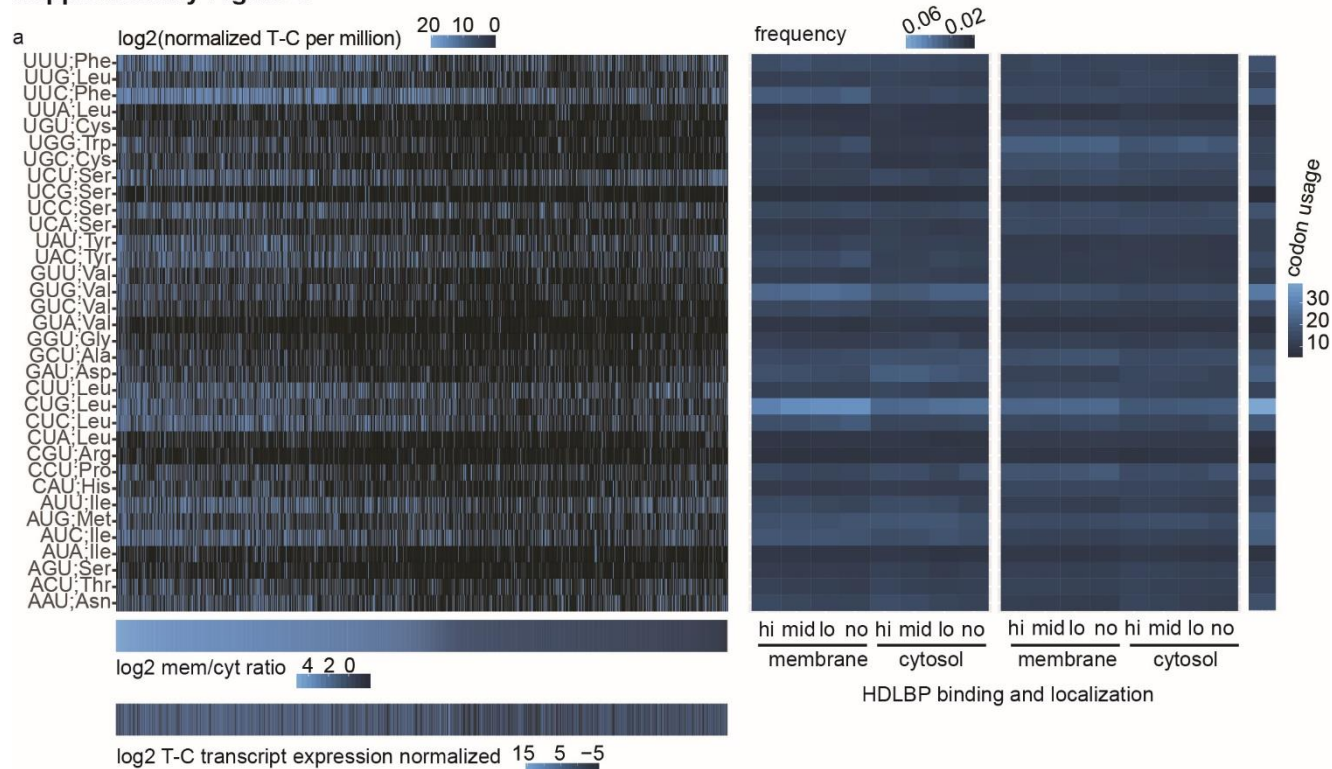 a
log2(normalized T-C per million) 20 10 0
frequency 0.06 0.02
UUU;Phe
UUG;Leu
UUC;Phe
UUA;Leu
UGU;Cys
UGG;Trp
UGC;Cys
UCU;Ser
UCG;Ser
UCC;Ser
UCA;Ser
UAU;Tyr
UAC;Tyr
GUU;Val
GUG;Val
GUC;Val
GUA;Val
GGU;Gly
GCU;Ala
GAU;Asp
CUU;Leu
CUG;Leu
CUC;Leu
CUA;Leu
CGU;Arg
CCU;Pro
CAU;His
AUU;Ile
AUG;Met
AUC;Ile
AUA;Ile
AGU;Ser
ACU;Thr
AAU;Asn
codon usage
30
20
10
hi mid lo no hi mid lo no hi mid lo no hi mid lo no
membrane cytosol membrane cytosol
HDLBP binding and localization
log2 mem/cyt ratio 4 2 0
log2 T-C transcript expression normalized 15 5 −5